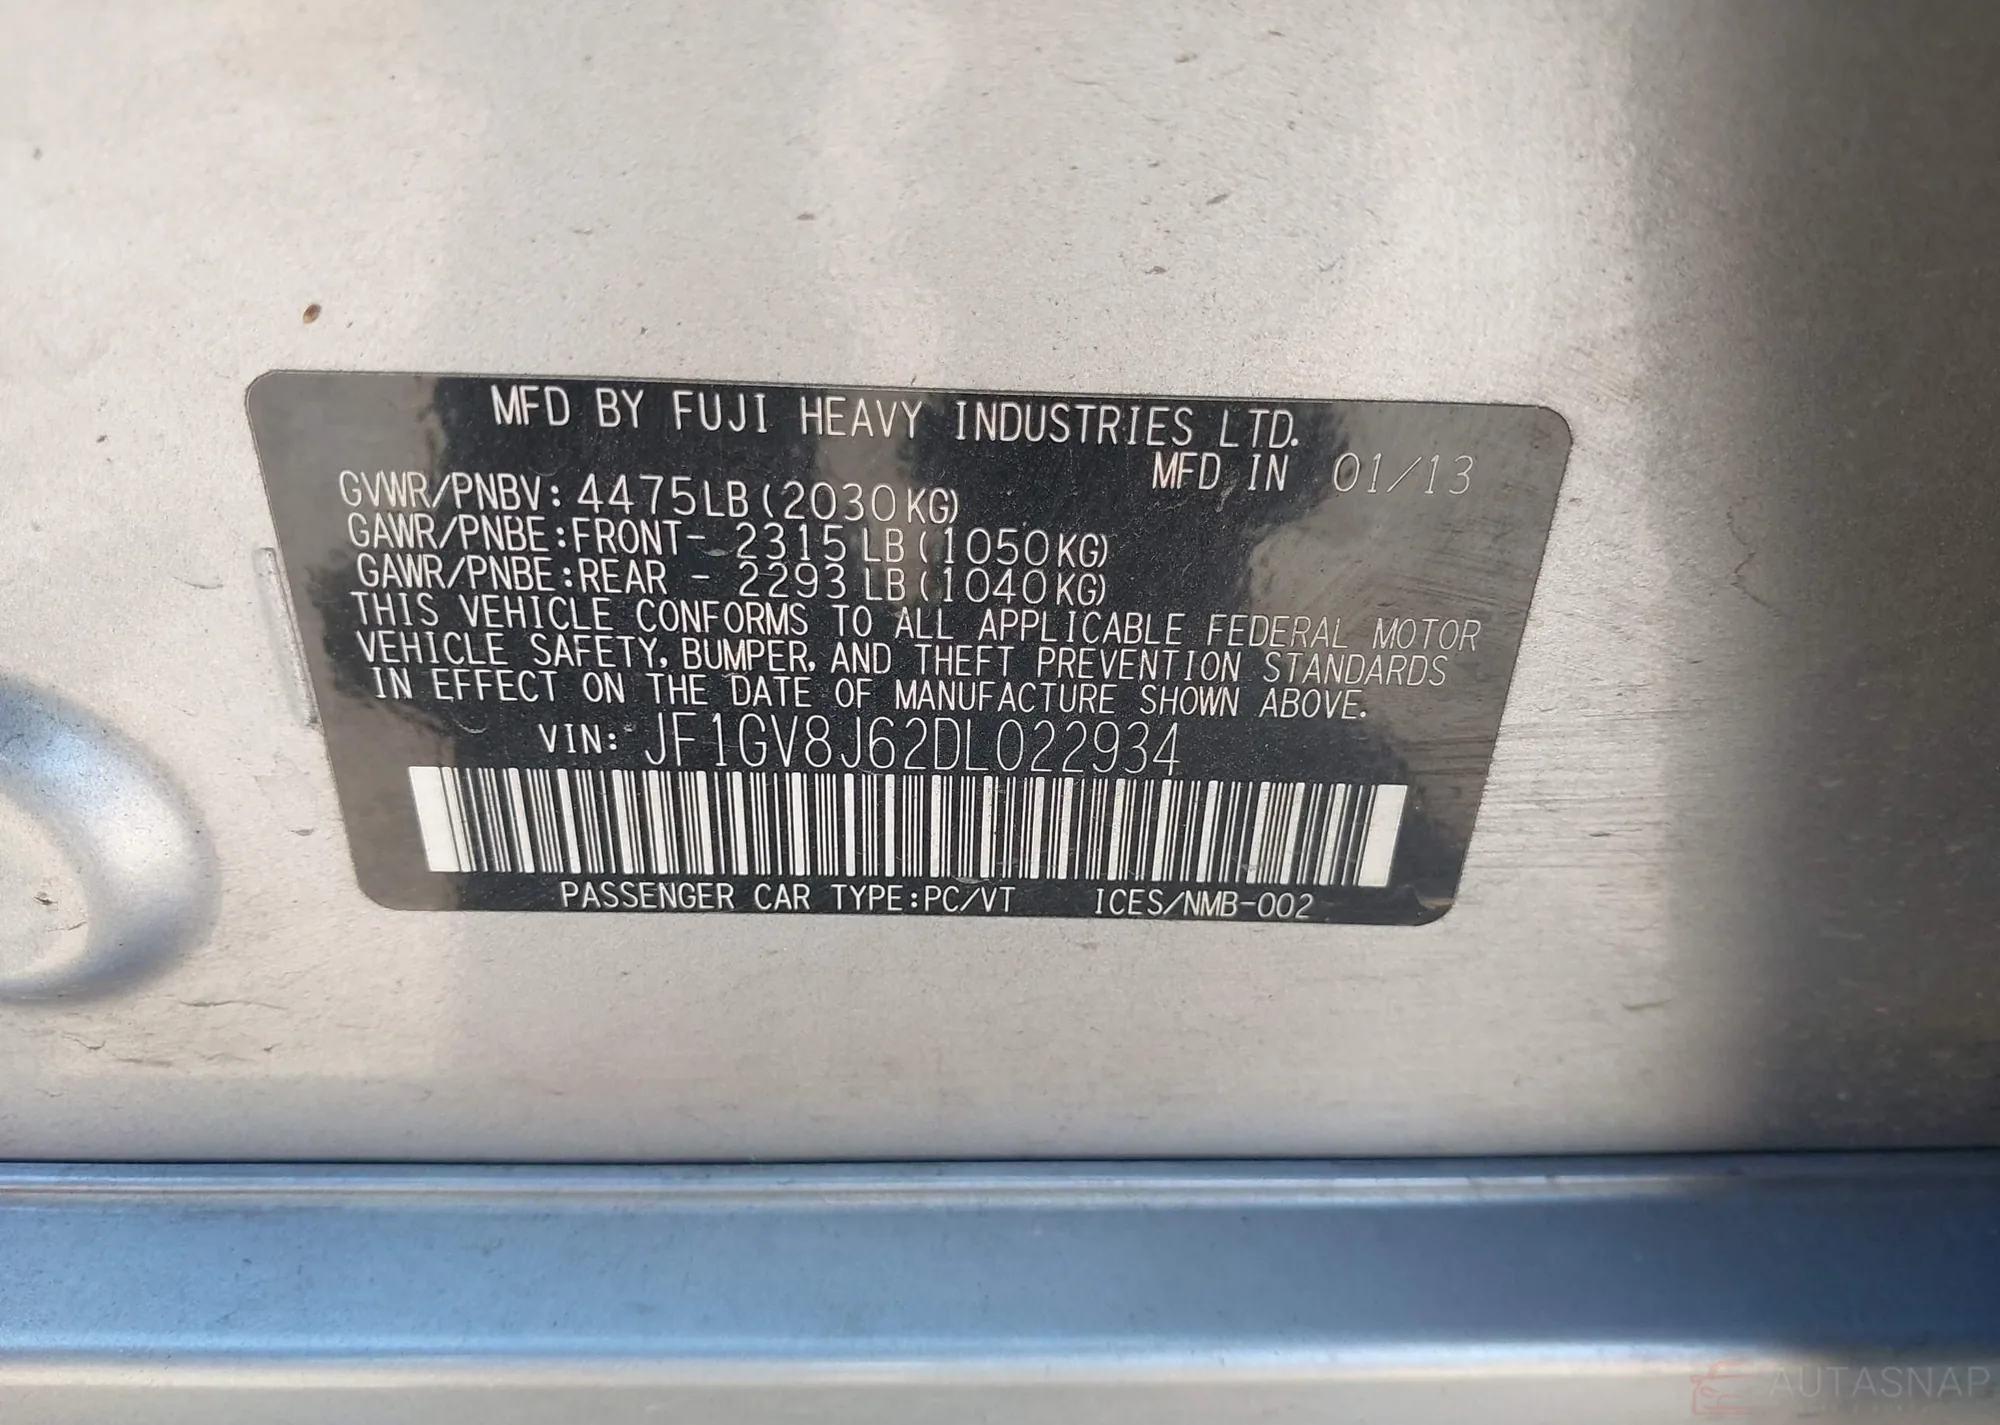 MFD BY FUJI HEAVY INDUSTRIES LTD.
MFD IN 01/13
GVWR/PNBV: 4475LB (2030KG)
GAWR/PNBE:FRONT- 2315 LB (1050KG)
GAWR/PNBE:REAR - 2293 LB (1040KG)
THIS VEHICLE CONFORMS TO ALL APPLICABLE FEDERAL MOTOR
VEHICLE SAFETY, BUMPER, AND THEFT PREVENTION STANDARDS
IN EFFECT ON THE DATE OF MANUFACTURE SHOWN ABOVE.
VIN: JF1GV8J62DL022934
PASSENGER CAR TYPE:PC/VT ICES/NMB-002
AUTASNAP